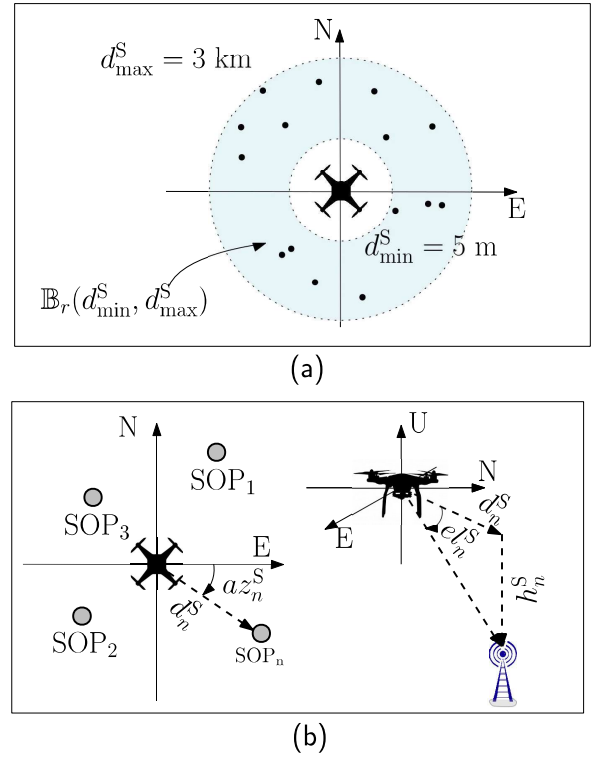 N
d^S_max = 3 km
E
d^S_min = 5 m
𝔹_r(d^S_min, d^S_max)
(a)
N
SOP_1
SOP_3
E
az^S_n
d^S_n
SOP_2
SOP_n
U
N
d^S_n
E
el^S_n
h^S_n
(b)